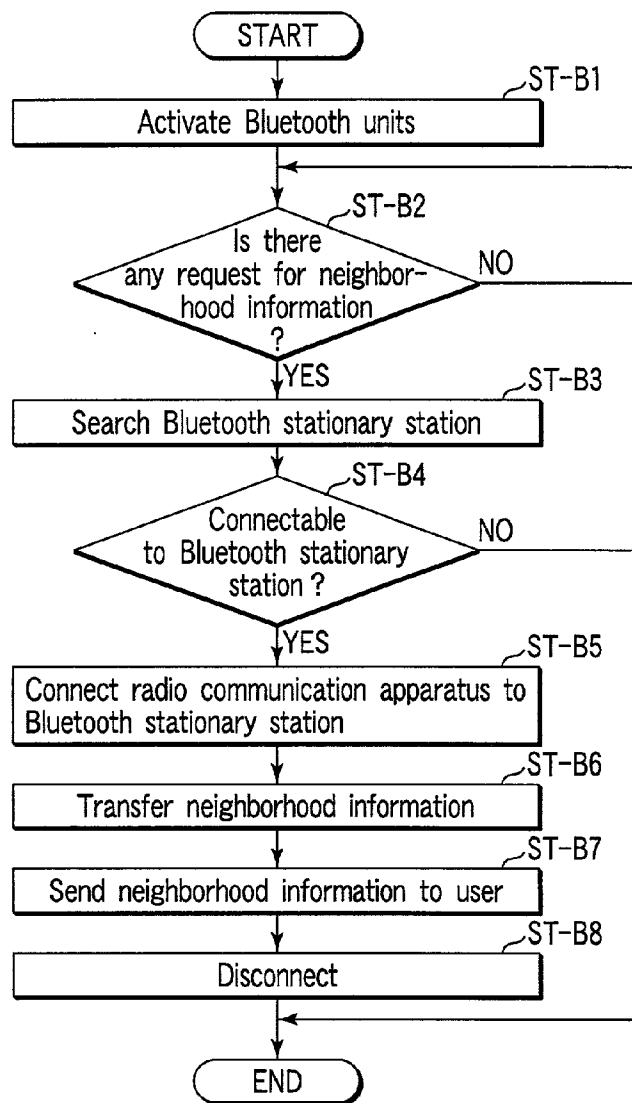 START
ST-B1
Activate Bluetooth units
ST-B2
Is there
any request for neighbor-
hood information
?
NO
YES
ST-B3
Search Bluetooth stationary station
ST-B4
Connectable
to Bluetooth stationary
station ?
NO
YES
ST-B5
Connect radio communication apparatus to
Bluetooth stationary station
ST-B6
Transfer neighborhood information
ST-B7
Send neighborhood information to user
ST-B8
Disconnect
END